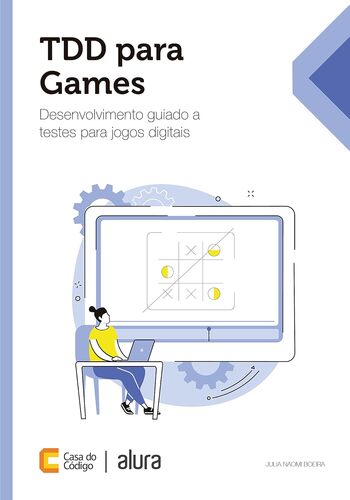 TDD para
Games
Desenvolvimento guiado a
testes para jogos digitais
Casa do
Código
alura
JULIA NAOMI BOEIRA